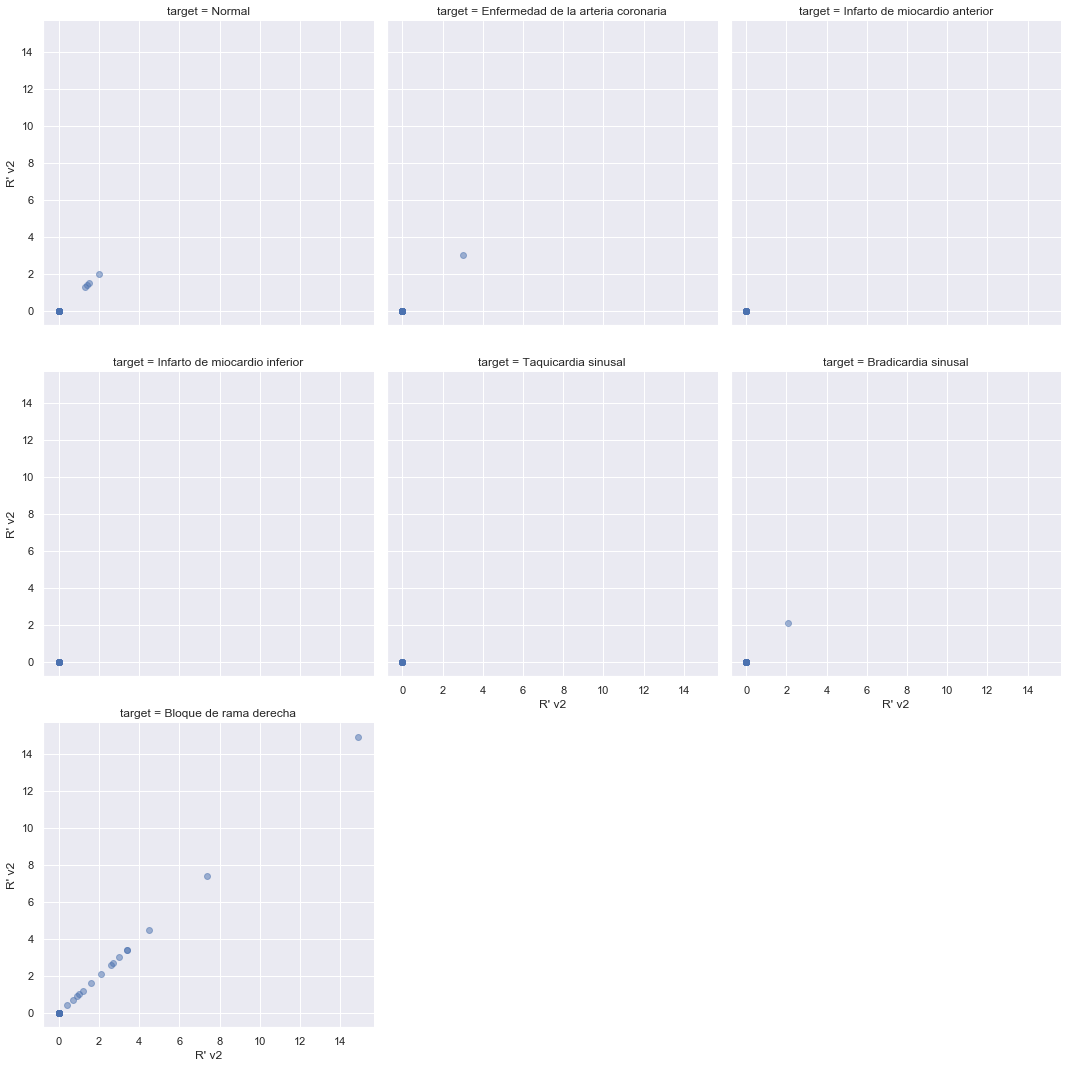 target = Normal
target = Enfermedad de la arteria coronaria
target = Infarto de miocardio anterior
14
12
10
8
6
4
2
0
R' v2
target = Infarto de miocardio inferior
target = Taquicardia sinusal
target = Bradicardia sinusal
14
12
10
8
6
4
2
0
R' v2
0 2 4 6 8 10 12 14
R' v2
0 2 4 6 8 10 12 14
R' v2
target = Bloque de rama derecha
14
12
10
8
6
4
2
0
R' v2
0 2 4 6 8 10 12 14
R' v2